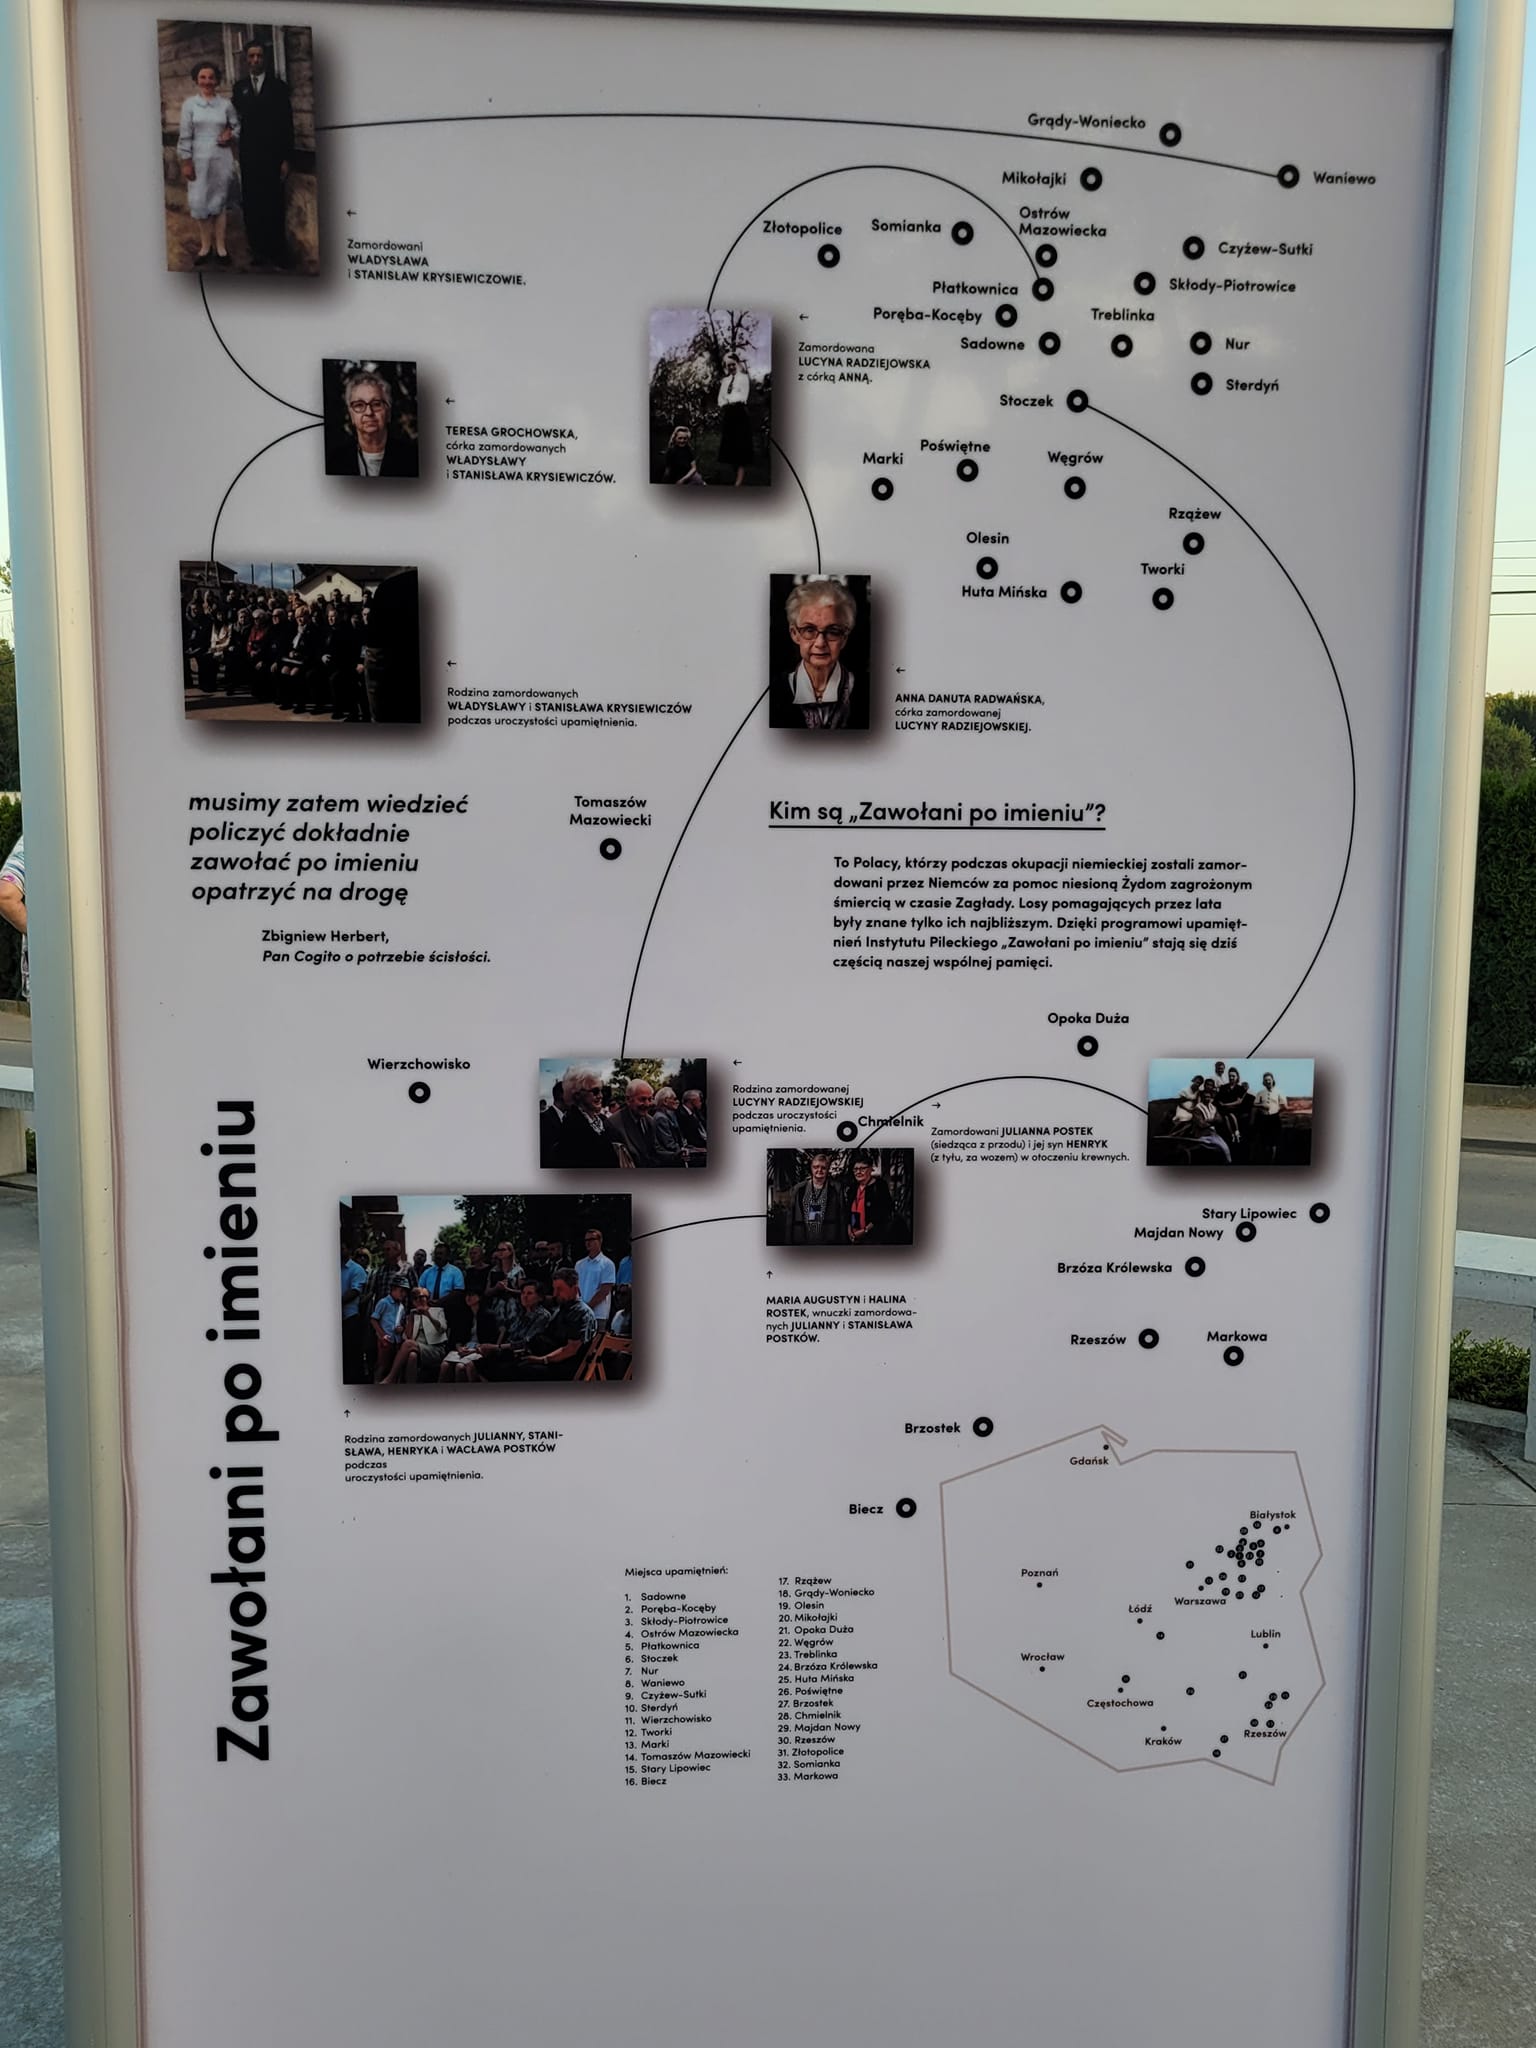 Grądy-Woniecko
Waniewo
Mikołajki
Ostrów
Mazowiecka
Złotopolice
Somianka
Czyżew-Sutki
Płatkownica
Skłody-Piotrowice
Poręba-Kocęby
Treblinka
Sadowne
Nur
Sterdyń
Stoczek
Marki
Poświętne
Węgrów
Rzążew
Olesin
Tworki
Huta Mińska
←
Zamordowani
WŁADYSŁAWA
i STANISŁAW KRYSIEWICZOWIE.
←
Zamordowana
LUCYNA RADZIEJOWSKA
z córką ANNĄ.
←
TERESA GROCHOWSKA,
córka zamordowanych
WŁADYSŁAWY
i STANISŁAWA KRYSIEWICZÓW.
←
Rodzina zamordowanych
WŁADYSŁAWY i STANISŁAWA KRYSIEWICZÓW
podczas uroczystości upamiętnienia.
←
ANNA DANUTA RADWAŃSKA,
córka zamordowanej
LUCYNY RADZIEJOWSKIEJ.
musimy zatem wiedzieć
policzyć dokładnie
zawołać po imieniu
opatrzyć na drogę
Zbigniew Herbert,
Pan Cogito o potrzebie ścisłości.
Tomaszów
Mazowiecki
Kim są „Zawołani po imieniu”?
To Polacy, którzy podczas okupacji niemieckiej zostali zamor-
dowani przez Niemców za pomoc niesioną Żydom zagrożonym
śmiercią w czasie Zagłady. Losy pomagających przez lata
były znane tylko ich najbliższym. Dzięki programowi upamięt-
nień Instytutu Pileckiego „Zawołani po imieniu” stają się dziś
częścią naszej wspólnej pamięci.
Opoka Duża
Wierzchowisko
←
Rodzina zamordowanej
LUCYNY RADZIEJOWSKIEJ
podczas uroczystości
upamiętnienia.
Chmielnik
→
Zamordowani JULIANNA POSTEK
(siedząca z przodu) i jej syn HENRYK
(z tyłu, za wozem) w otoczeniu krewnych.
Stary Lipowiec
Majdan Nowy
Brzóza Królewska
Rzeszów
Markowa
↑
MARIA AUGUSTYN i HALINA
ROSTEK, wnuczki zamordowa-
nych JULIANNY i STANISŁAWA
POSTKÓW.
↑
Rodzina zamordowanych JULIANNY, STANI-
SŁAWA, HENRYKA i WACŁAWA POSTKÓW
podczas
uroczystości upamiętnienia.
Zawołani po imieniu
Brzostek
Biecz
Miejsca upamiętnień:
1. Sadowne
2. Poręba-Kocęby
3. Skłody-Piotrowice
4. Ostrów Mazowiecka
5. Płatkownica
6. Stoczek
7. Nur
8. Waniewo
9. Czyżew-Sutki
10. Sterdyń
11. Wierzchowisko
12. Tworki
13. Marki
14. Tomaszów Mazowiecki
15. Stary Lipowiec
16. Biecz
17. Rzążew
18. Grądy-Woniecko
19. Olesin
20. Mikołajki
21. Opoka Duża
22. Węgrów
23. Treblinka
24. Brzóza Królewska
25. Huta Mińska
26. Poświętne
27. Brzostek
28. Chmielnik
29. Majdan Nowy
30. Rzeszów
31. Złotopolice
32. Somianka
33. Markowa
Gdańsk
Białystok
Poznań
Warszawa
Łódź
Lublin
Wrocław
Częstochowa
Kraków
Rzeszów